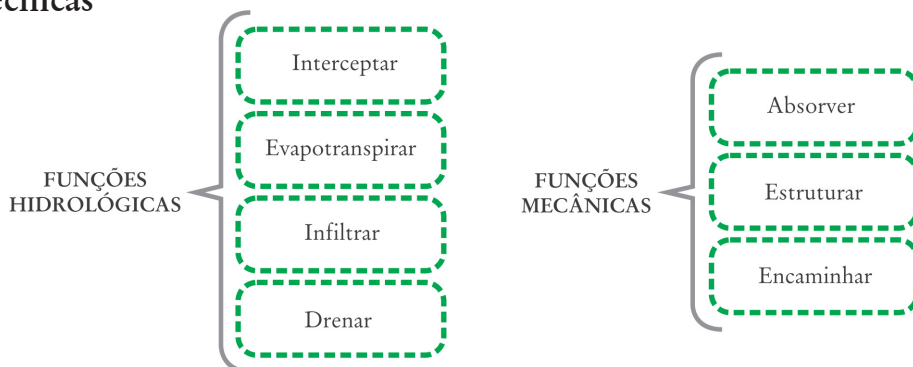 FUNÇÕES
HIDROLÓGICAS
Interceptar
Evapotranspirar
Infiltrar
Drenar
FUNÇÕES
MECÂNICAS
Absorver
Estruturar
Encaminhar